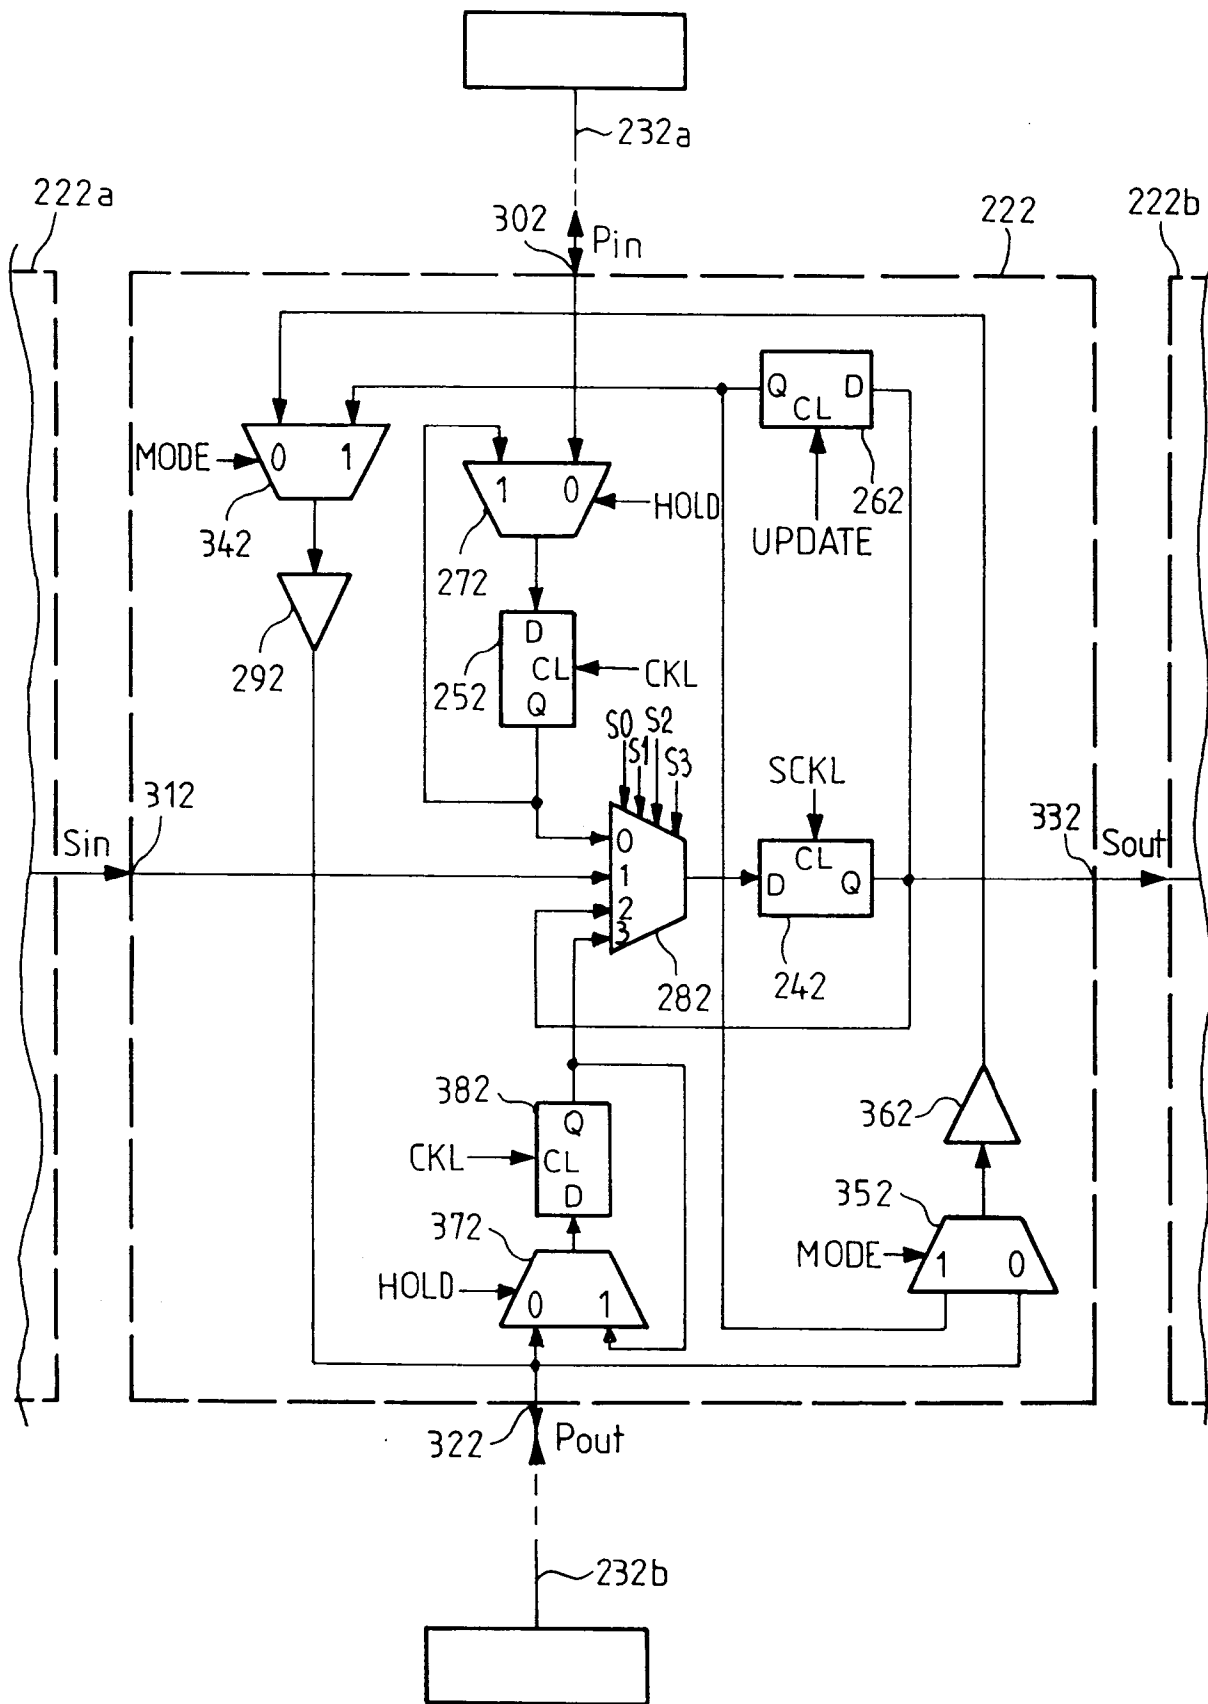 232a
222a
302
Pin
222
222b
Q D
CL
MODE
0 1
1 0
HOLD
262
342
272
UPDATE
292
252
D
CL
Q
CKL
S0
S1
S2
S3
SCKL
312
332
Sin
Sout
0
1
2
3
CL
D Q
282
242
382
Q
CL
D
CKL
362
372
352
HOLD
0 1
MODE
1 0
322
Pout
232b